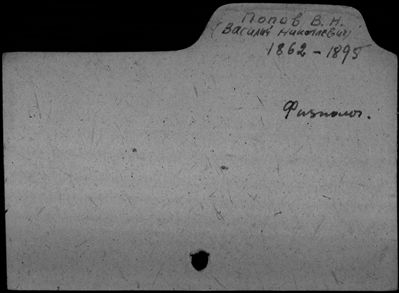 Попов В. Н.
(Василий Николаевич)
1862 – 1895
Физиолог.